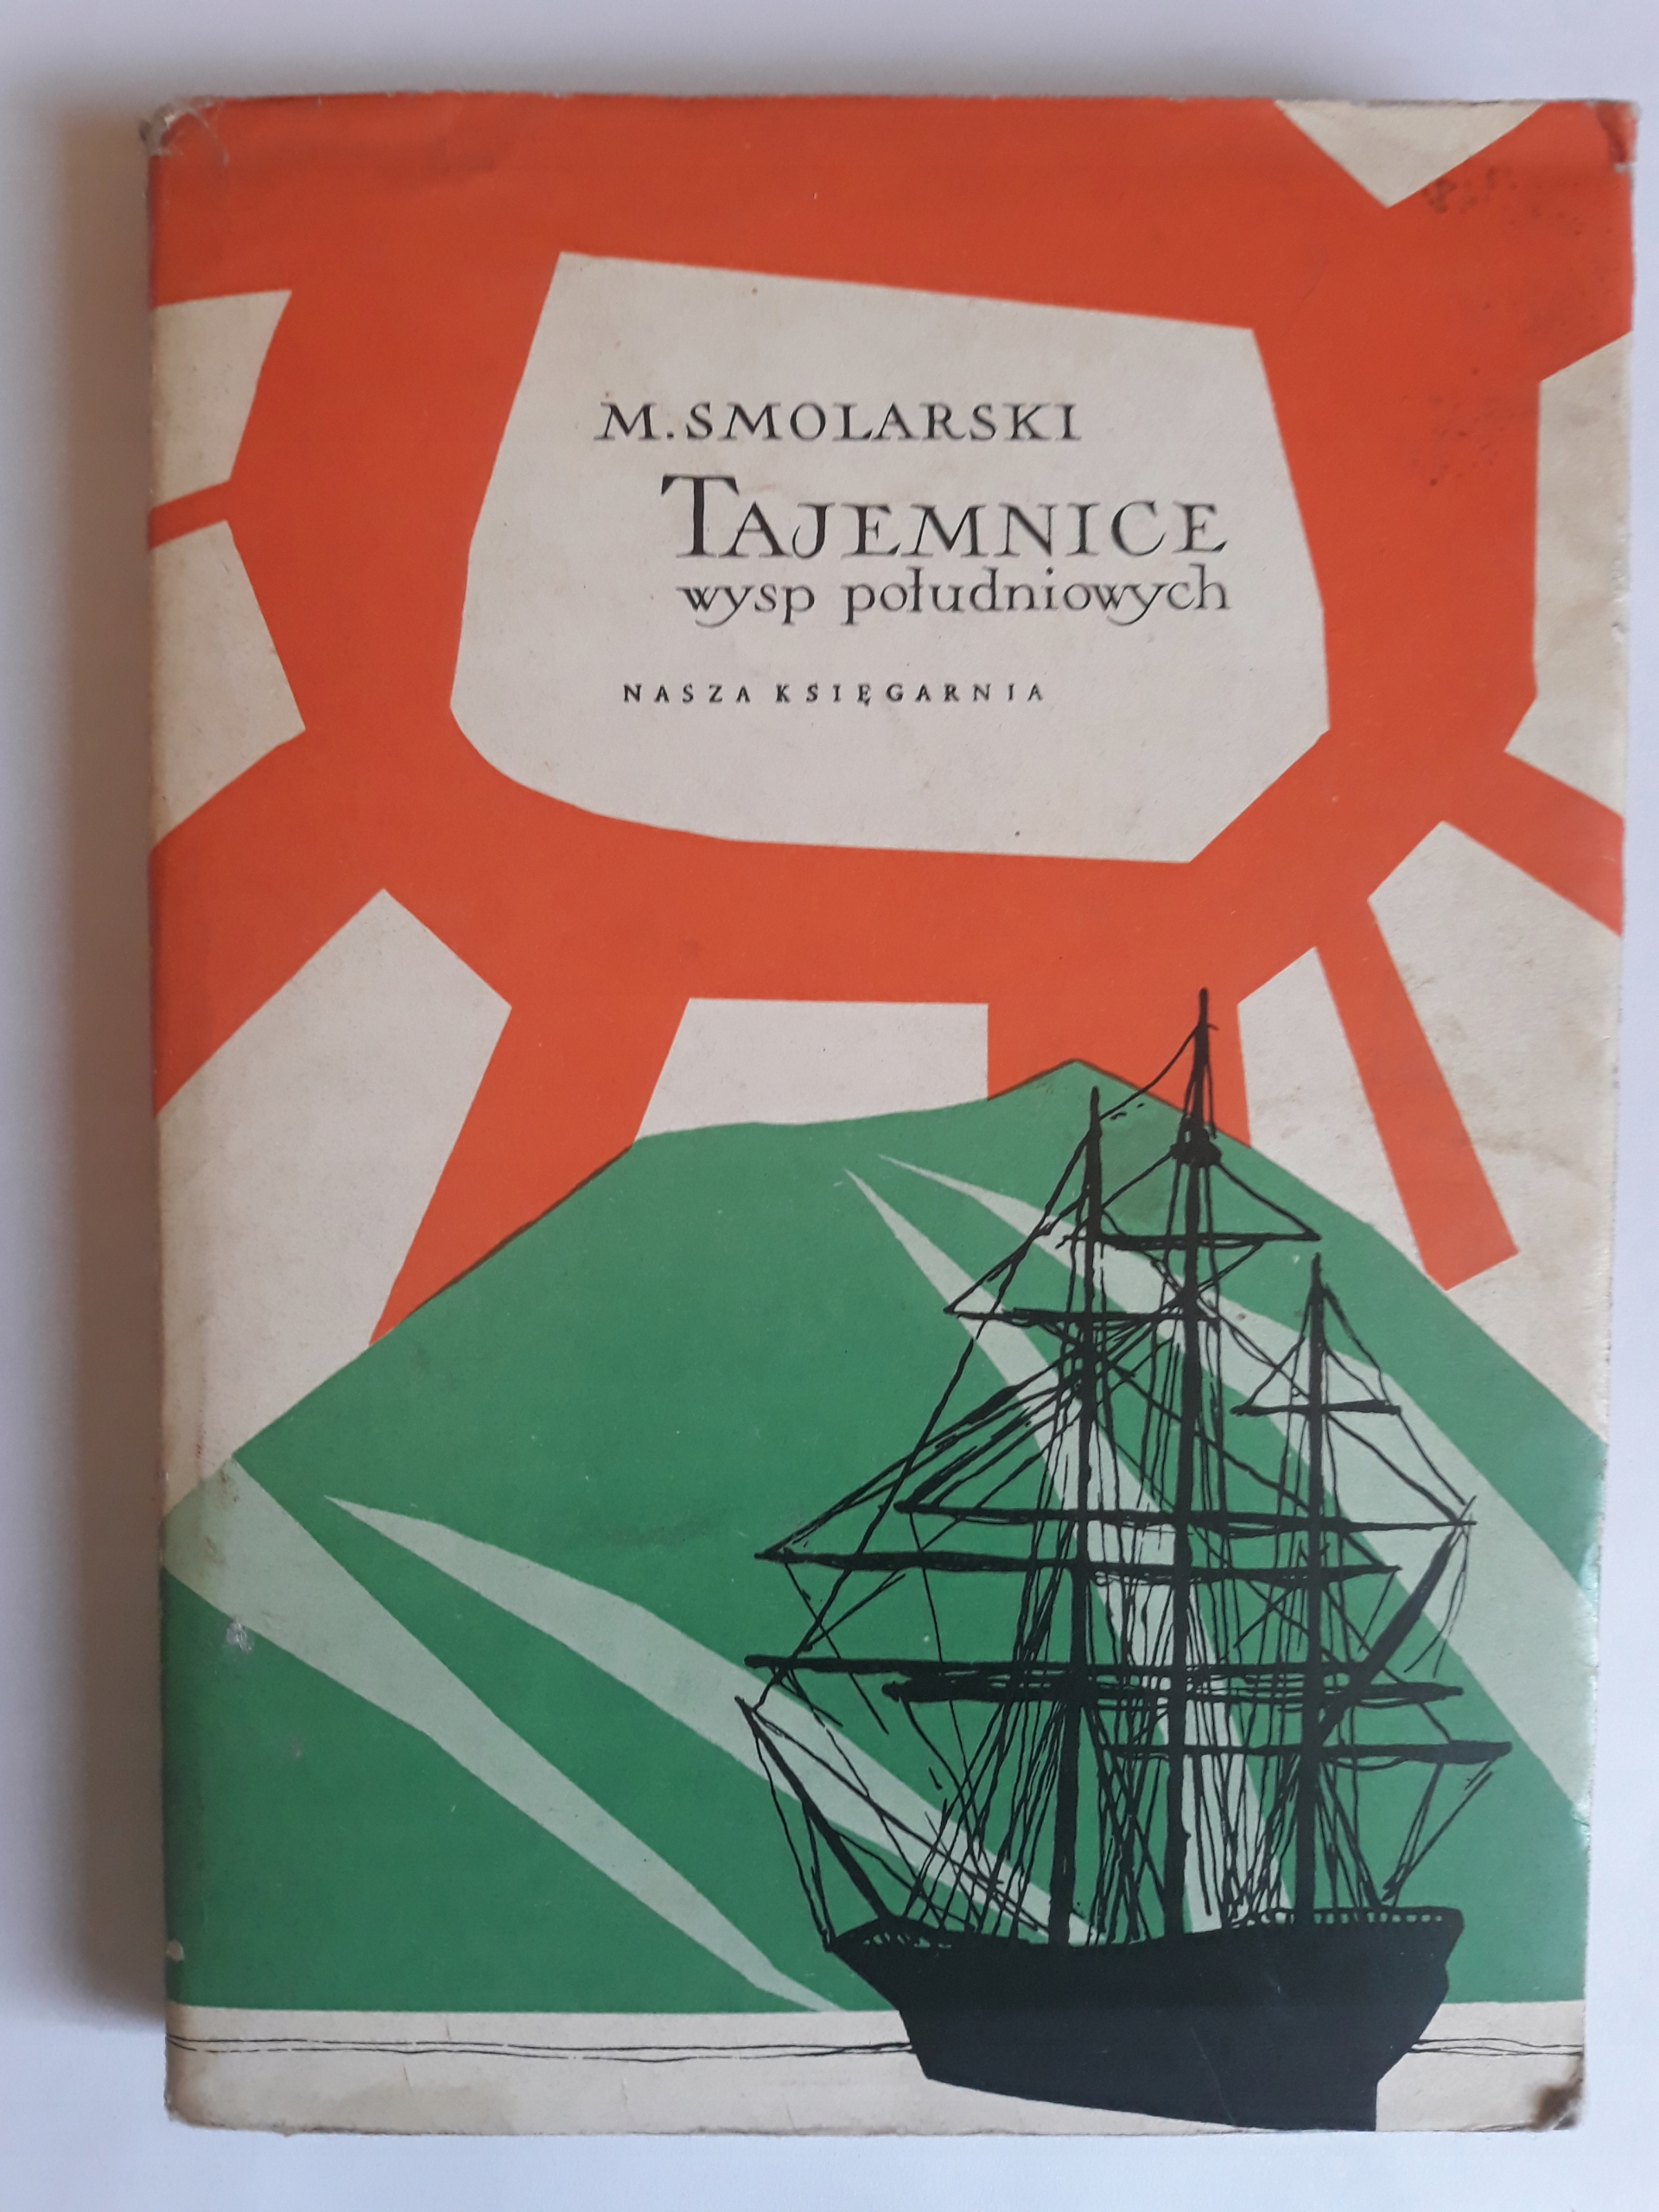 M. SMOLARSKI
TAJEMNICE
wysp południowych
NASZA KSIĘGARNIA